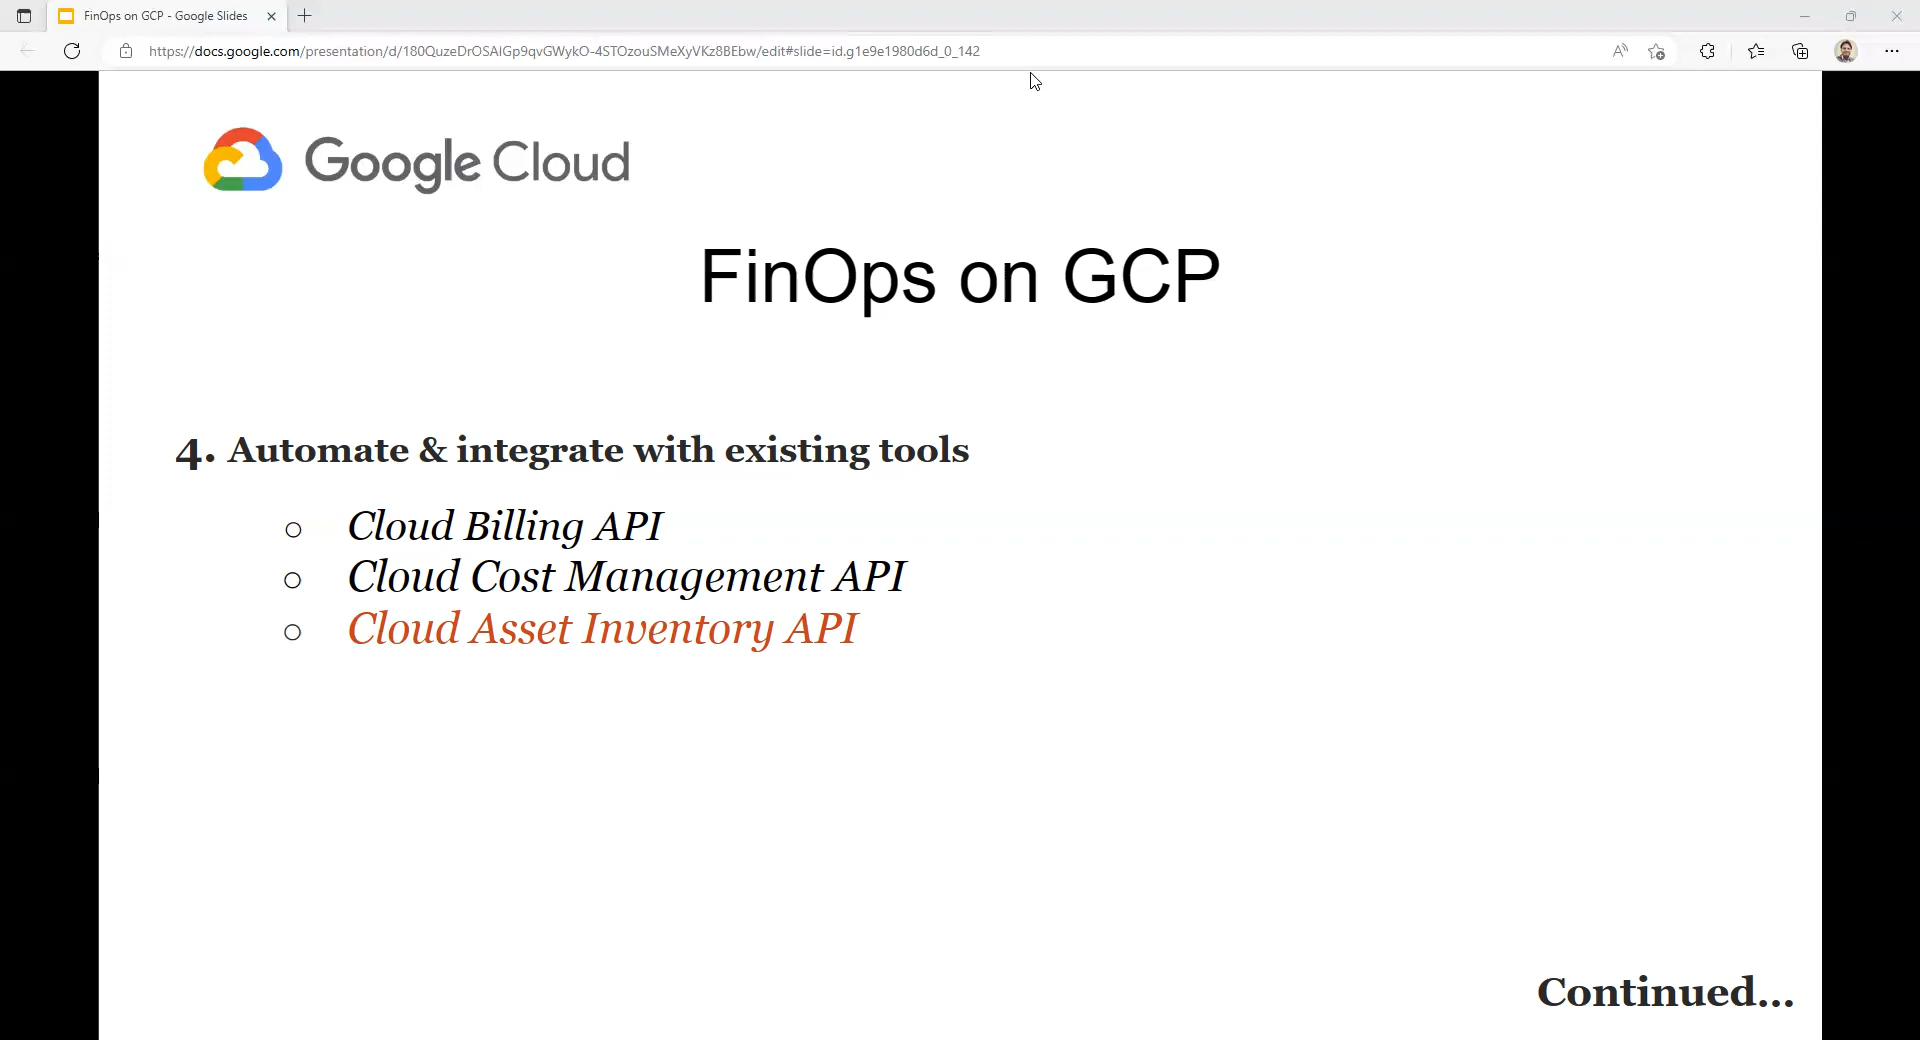 FinOps on GCP - Google Slides
https://docs.google.com/presentation/d/180QuzeDrOSAIGp9qvGWykO-4STOzouSMeXyVKz8BEbw/edit#slide=id.g1e9e1980d6d_0_142
Google Cloud
FinOps on GCP
4. Automate & integrate with existing tools
○ Cloud Billing API
○ Cloud Cost Management API
○ Cloud Asset Inventory API
Continued...